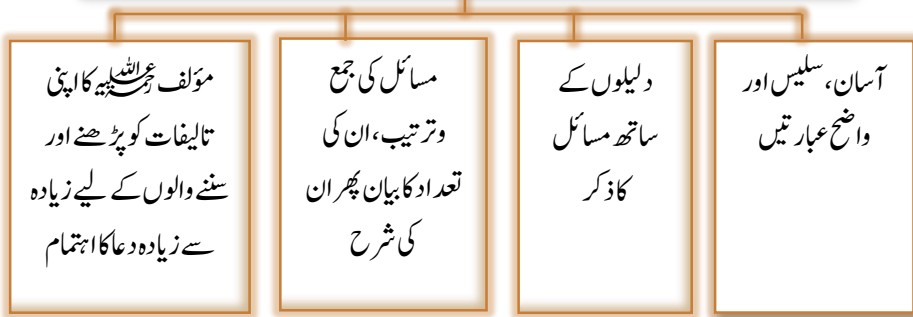 آسان، سلیس اور
واضح عبارتیں
دلیلوں کے
ساتھ مسائل
کا ذکر
مسائل کی جمع
وترتیب، ان کی
تعداد کا بیان پھر ان
کی شرح
مؤلف رحمۃ اللہ علیہ کا اپنی
تالیفات کو پڑھنے اور
سننے والوں کے لیے زیادہ
سے زیادہ دعا کا اہتمام